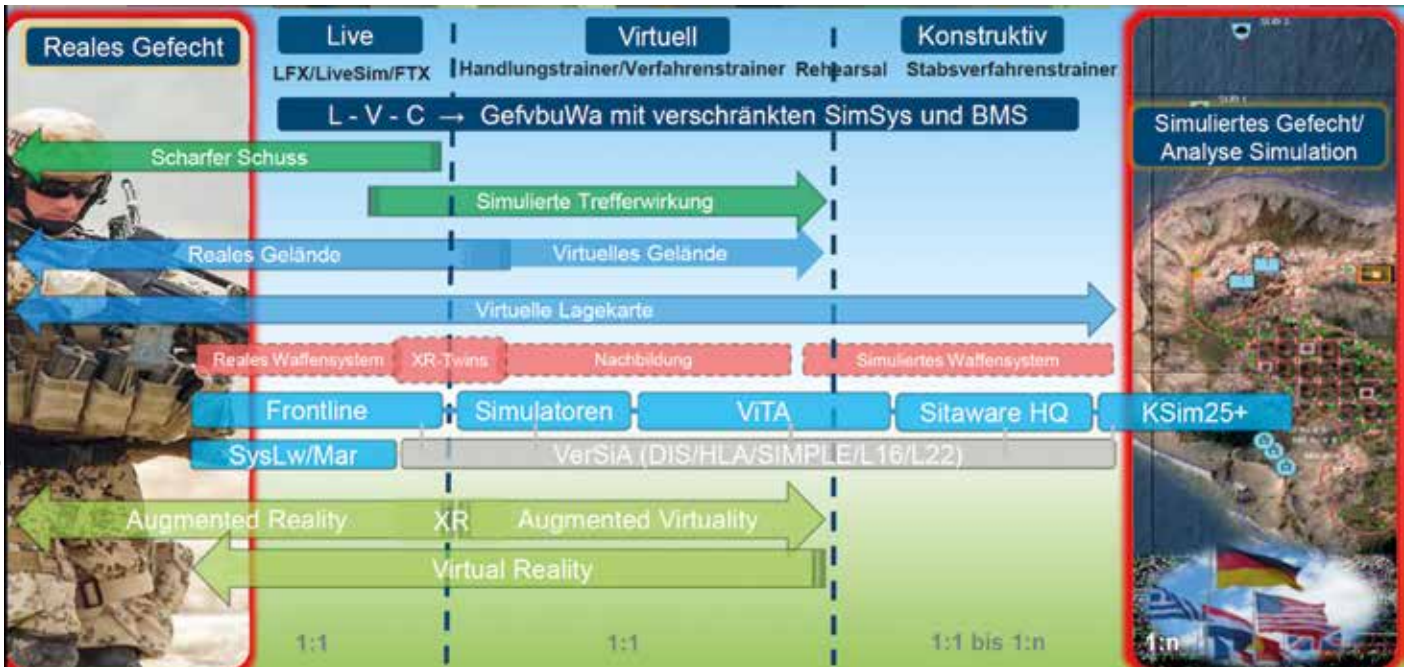 Reales Gefecht
Live
Virtuell
Konstruktiv
LFX/LiveSim/FTX
Handlungstrainer/Verfahrenstrainer
Rehearsal
Stabsverfahrenstrainer
L - V - C → GefvbuWa mit verschränkten SimSys und BMS
Simuliertes Gefecht/
Analyse Simulation
Scharfer Schuss
Simulierte Trefferwirkung
Reales Gelände
Virtuelles Gelände
Virtuelle Lagekarte
Reales Waffensystem
XR-Twins
Nachbildung
Simuliertes Waffensystem
Frontline
Simulatoren
ViTA
Sitaware HQ
KSim25+
SysLw/Mar
VerSiA (DIS/HLA/SIMPLE/L16/L22)
Augmented Reality
XR
Augmented Virtuality
Virtual Reality
1:1
1:1
1:1 bis 1:n
1:n